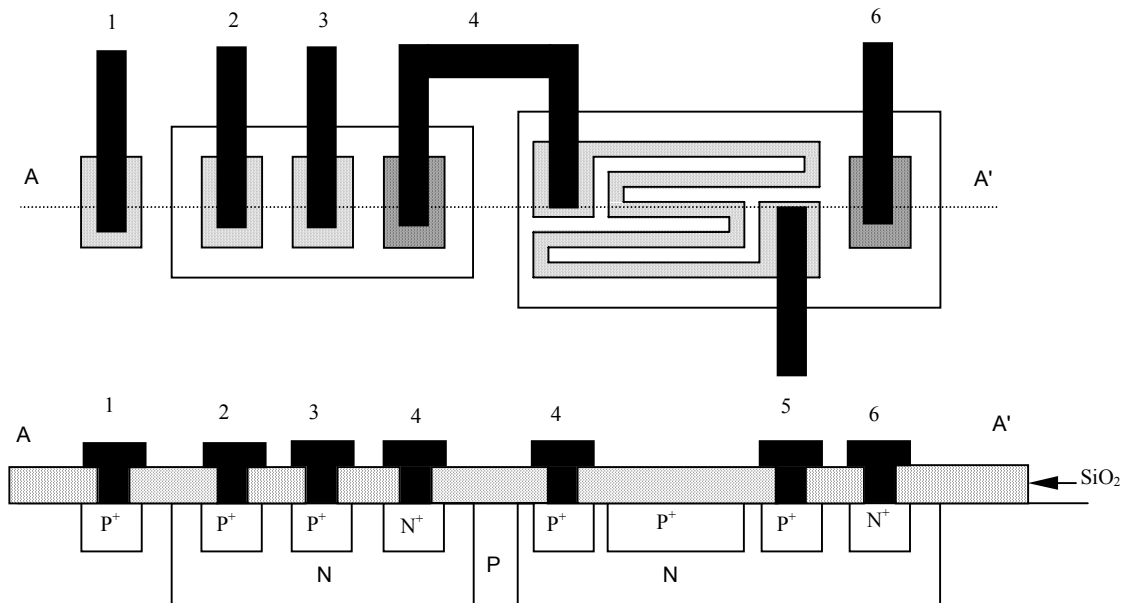 1 2 3 4 6
A A'
1 2 3 4 4 5 6
A A'
SiO₂
P⁺ P⁺ P⁺ N⁺ P⁺ P⁺ P⁺ N⁺
N P N